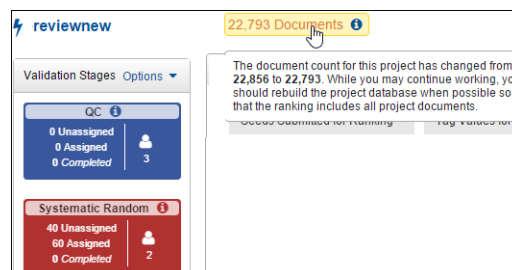 reviewnew
22,793 Documents
The document count for this project has changed from
22,856 to 22,793. While you may continue working, yo
should rebuild the project database when possible so
that the ranking includes all project documents.
Seeds Submitted for Ranking
Tag Values for
Validation Stages Options
QC
0 Unassigned
0 Assigned
0 Completed
3
Systematic Random
40 Unassigned
60 Assigned
0 Completed
2